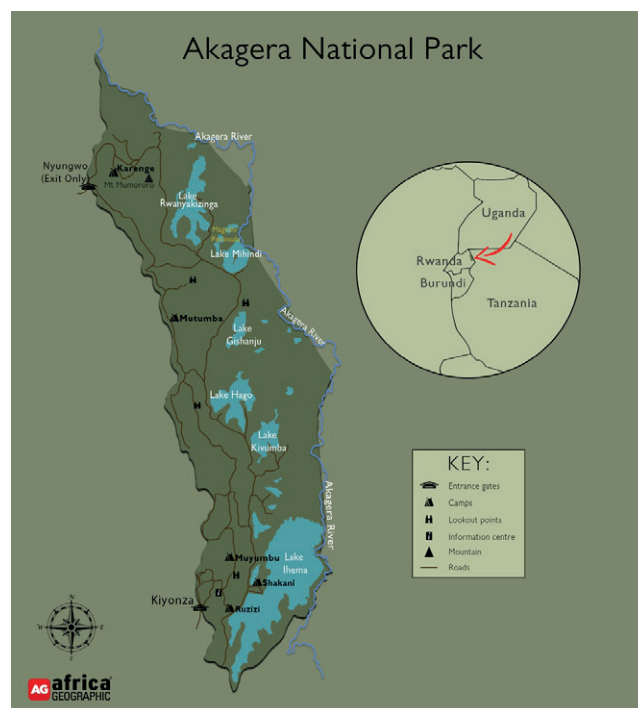 Akagera National Park
Akagera River
Nyungwo
(Exit Only)
Karenge
Mt Mumororo
Lake
Rwanyakizinga
Magashi
Peninsula
Lake Mihindi
Uganda
Rwanda
Burundi
Tanzania
Mutumba
Akagera River
Lake
Gishanju
Lake Hago
Lake
Kivumba
KEY:
Entrance gates
Camps
Lookout points
Information centre
Mountain
Roads
Akagera River
Muyumbu
Lake
Ihema
Shakani
Kiyonza
Ruzizi
N
W
E
S
AG africa
GEOGRAPHIC